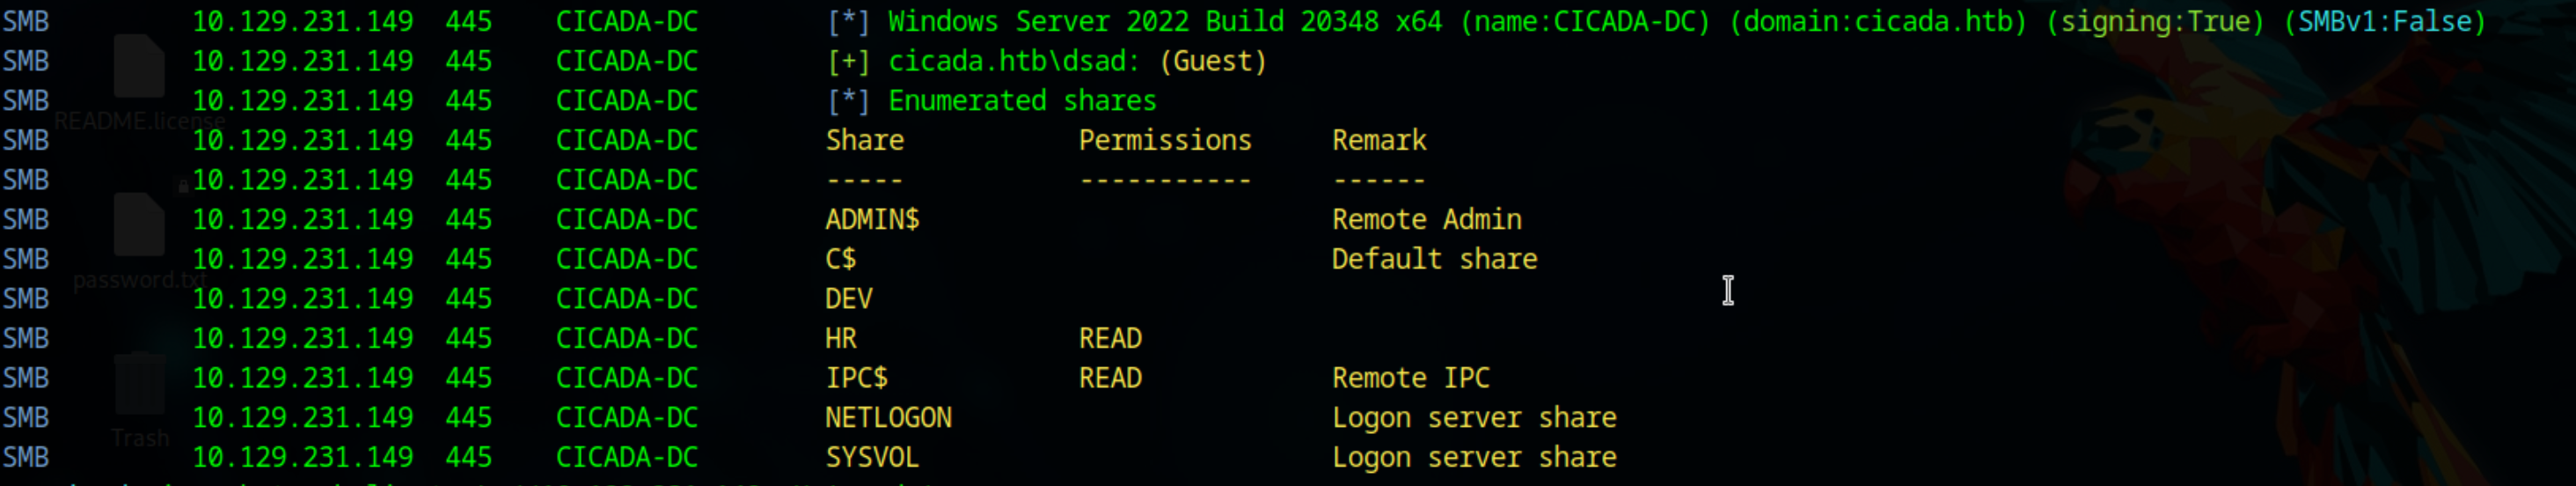 SMB 10.129.231.149 445 CICADA-DC [*] Windows Server 2022 Build 20348 x64 (name:CICADA-DC) (domain:cicada.htb) (signing:True) (SMBv1:False)
SMB 10.129.231.149 445 CICADA-DC [+] cicada.htb\dsad: (Guest)
SMB 10.129.231.149 445 CICADA-DC [*] Enumerated shares
README.license
SMB 10.129.231.149 445 CICADA-DC Share Permissions Remark
SMB 10.129.231.149 445 CICADA-DC ----- ----------- ------
SMB 10.129.231.149 445 CICADA-DC ADMIN$ Remote Admin
SMB 10.129.231.149 445 CICADA-DC C$ Default share
password.txt
SMB 10.129.231.149 445 CICADA-DC DEV
SMB 10.129.231.149 445 CICADA-DC HR READ
SMB 10.129.231.149 445 CICADA-DC IPC$ READ Remote IPC
SMB 10.129.231.149 445 CICADA-DC NETLOGON Logon server share
Trash
SMB 10.129.231.149 445 CICADA-DC SYSVOL Logon server share